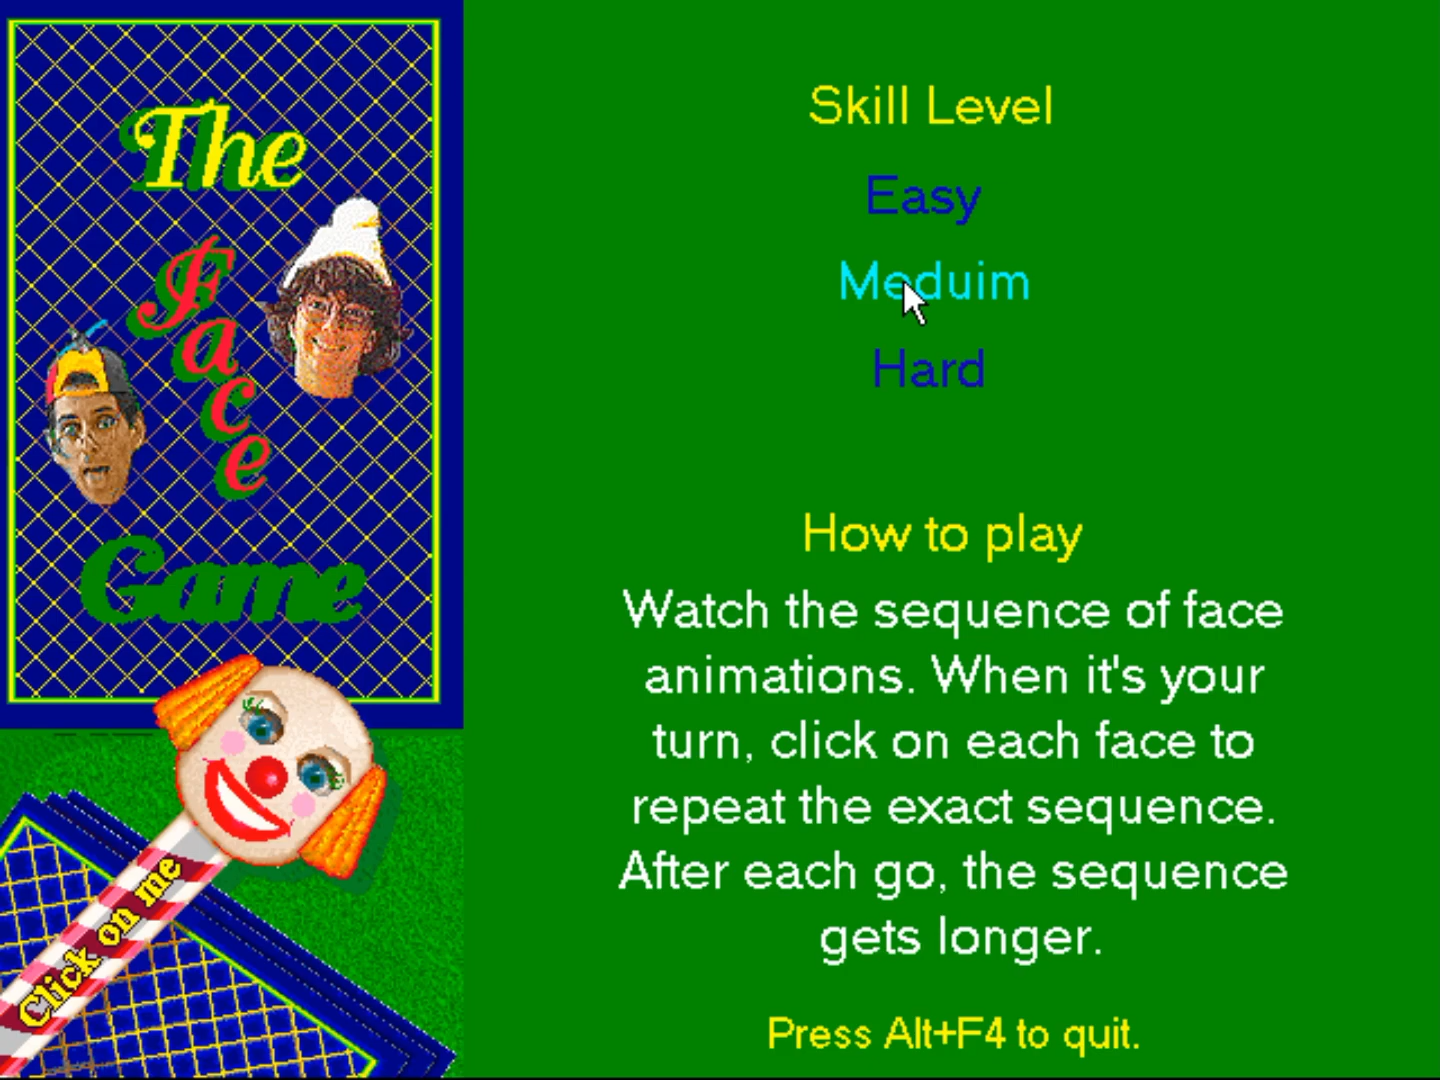 The
Face
Game
Click on me
Skill Level
Easy
Meduim
Hard
How to play
Watch the sequence of face
animations. When it's your
turn, click on each face to
repeat the exact sequence.
After each go, the sequence
gets longer.
Press Alt+F4 to quit.